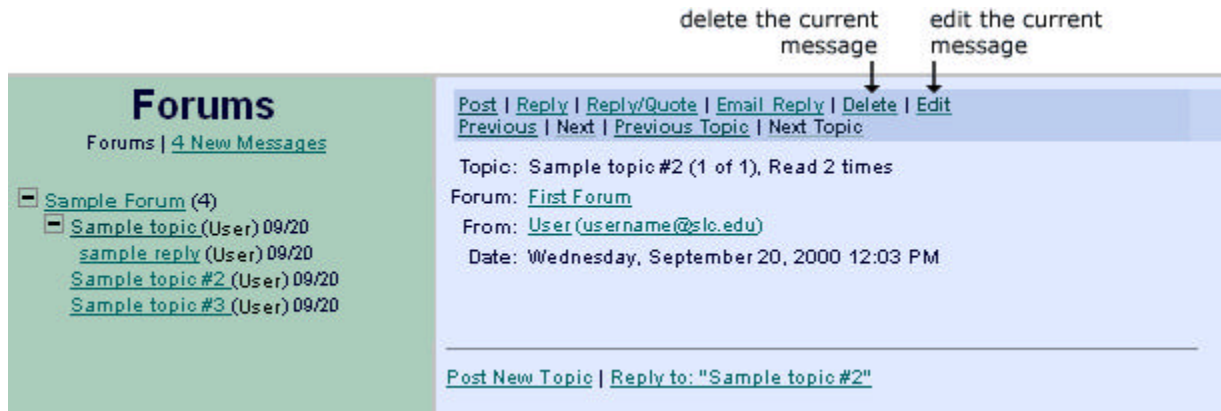 delete the current
message
edit the current
message
Forums
Forums | 4 New Messages
Sample Forum (4)
Sample topic (User) 09/20
sample reply (User) 09/20
Sample topic #2 (User) 09/20
Sample topic #3 (User) 09/20
Post | Reply | Reply/Quote | Email Reply | Delete | Edit
Previous | Next | Previous Topic | Next Topic
Topic: Sample topic #2 (1 of 1), Read 2 times
Forum: First Forum
From: User (username@slc.edu)
Date: Wednesday, September 20, 2000 12:03 PM
Post New Topic | Reply to: "Sample topic #2"